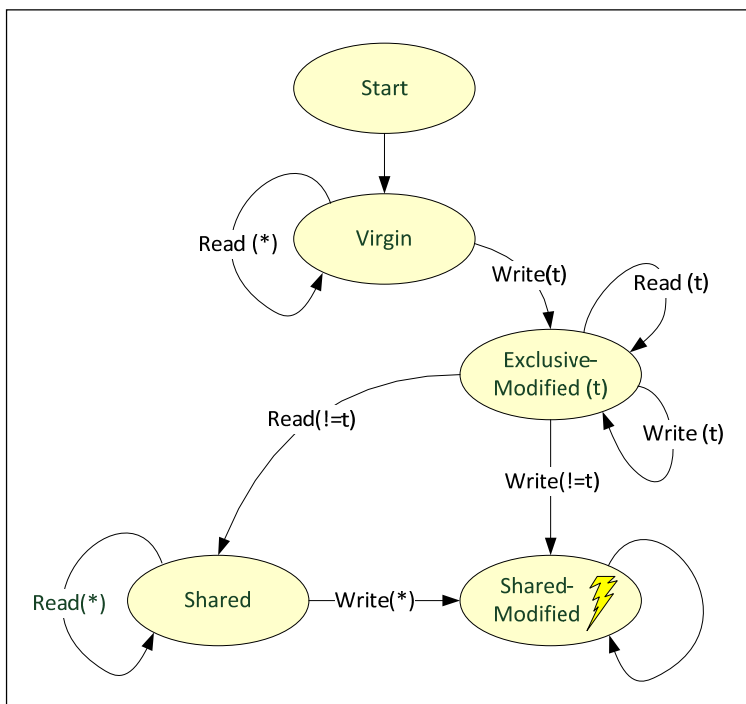 Start
Read (*)
Virgin
Write(t)
Read (t)
Exclusive-
Modified (t)
Read(!=t)
Write (t)
Write(!=t)
Read(*)
Shared
Write(*)
Shared-
Modified